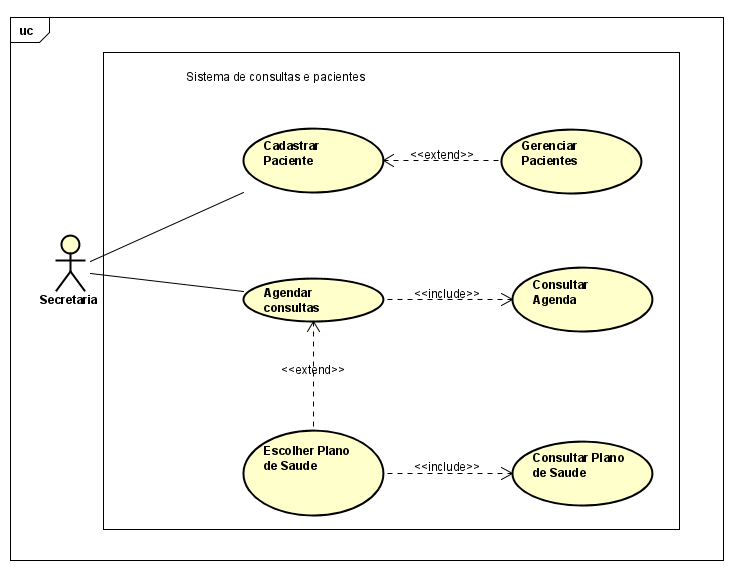 uc
Sistema de consultas e pacientes
Cadastrar
Paciente
<<extend>>
Gerenciar
Pacientes
Secretaria
Agendar
consultas
<<include>>
Consultar
Agenda
<<extend>>
Escolher Plano
de Saude
<<include>>
Consultar Plano
de Saude